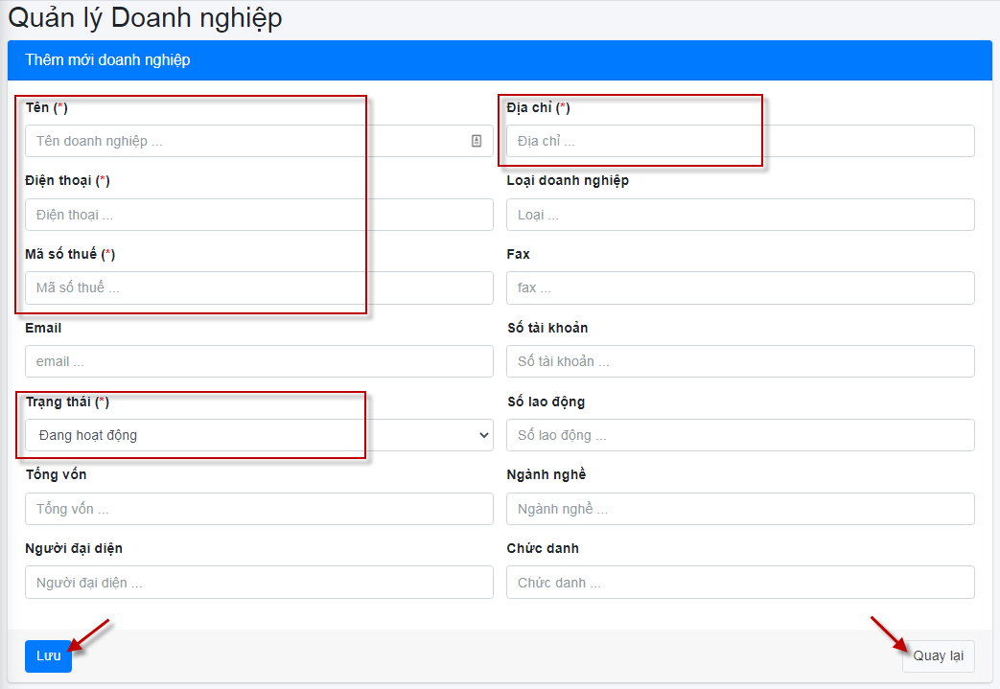 Quản lý Doanh nghiệp
Thêm mới doanh nghiệp
Tên (*)
Tên doanh nghiệp ...
Địa chỉ (*)
Địa chỉ ...
Điện thoại (*)
Điện thoại ...
Loại doanh nghiệp
Loại ...
Mã số thuế (*)
Mã số thuế ...
Fax
fax ...
Email
email ...
Số tài khoản
Số tài khoản ...
Trạng thái (*)
Đang hoạt động
Số lao động
Số lao động ...
Tổng vốn
Tổng vốn ...
Ngành nghề
Ngành nghề ...
Người đại diện
Người đại diện ...
Chức danh
Chức danh ...
Lưu
Quay lại